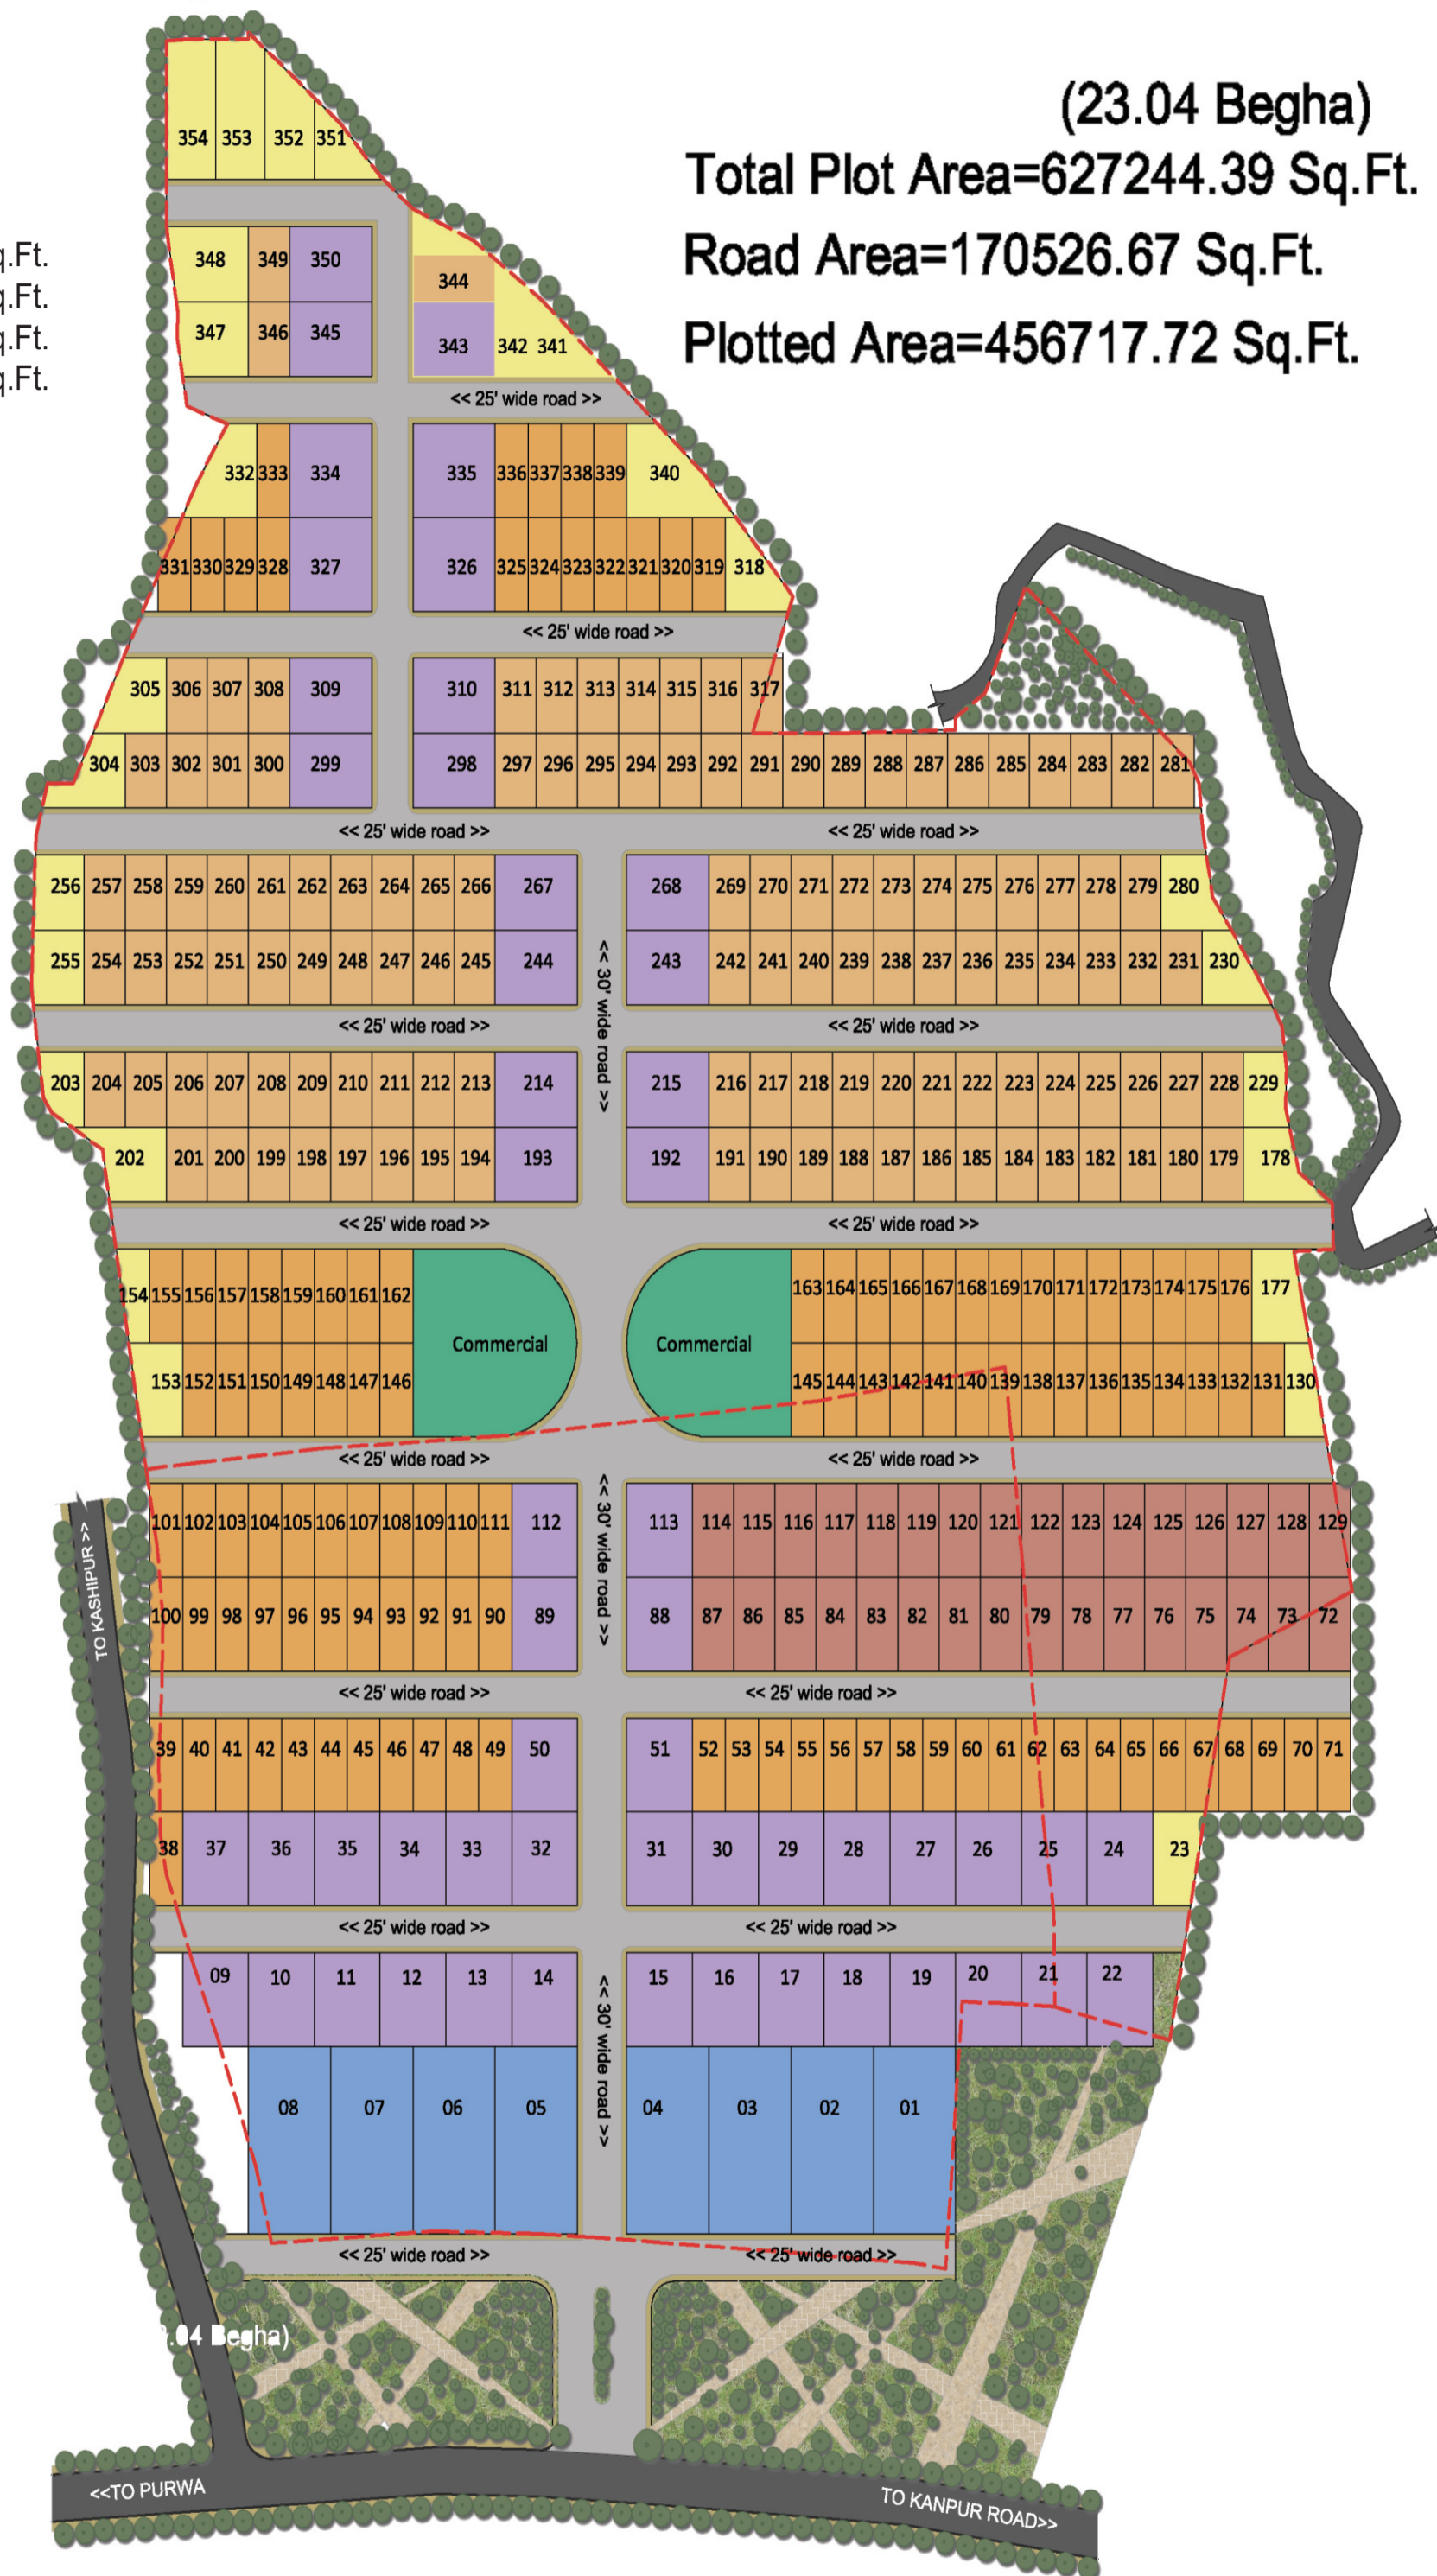 (23.04 Begha)
Total Plot Area=627244.39 Sq.Ft.
Road Area=170526.67 Sq.Ft.
Plotted Area=456717.72 Sq.Ft.
q.Ft.
q.Ft.
q.Ft.
q.Ft.
354 353 352 351
348 349 350
344
347 346 345 343 342 341
<< 25' wide road >>
332 333 334 335 336 337 338 339 340
331 330 329 328 327 326 325 324 323 322 321 320 319 318
<< 25' wide road >>
305 306 307 308 309 310 311 312 313 314 315 316 317
304 303 302 301 300 299 298 297 296 295 294 293 292 291 290 289 288 287 286 285 284 283 282 281
<< 25' wide road >> << 25' wide road >>
256 257 258 259 260 261 262 263 264 265 266 267 268 269 270 271 272 273 274 275 276 277 278 279 280
255 254 253 252 251 250 249 248 247 246 245 244 243 242 241 240 239 238 237 236 235 234 233 232 231 230
<< 30' wide road >>
<< 25' wide road >> << 25' wide road >>
203 204 205 206 207 208 209 210 211 212 213 214 215 216 217 218 219 220 221 222 223 224 225 226 227 228 229
202 201 200 199 198 197 196 195 194 193 192 191 190 189 188 187 186 185 184 183 182 181 180 179 178
<< 25' wide road >> << 25' wide road >>
154 155 156 157 158 159 160 161 162 163 164 165 166 167 168 169 170 171 172 173 174 175 176 177
Commercial Commercial
153 152 151 150 149 148 147 146 145 144 143 142 141 140 139 138 137 136 135 134 133 132 131 130
<< 25' wide road >> << 25' wide road >>
101 102 103 104 105 106 107 108 109 110 111 112 113 114 115 116 117 118 119 120 121 122 123 124 125 126 127 128 129
<< 30' wide road >>
TO KASHIPUR >>
100 99 98 97 96 95 94 93 92 91 90 89 88 87 86 85 84 83 82 81 80 79 78 77 76 75 74 73 72
<< 25' wide road >> << 25' wide road >>
39 40 41 42 43 44 45 46 47 48 49 50 51 52 53 54 55 56 57 58 59 60 61 62 63 64 65 66 67 68 69 70 71
38 37 36 35 34 33 32 31 30 29 28 27 26 25 24 23
<< 25' wide road >> << 25' wide road >>
09 10 11 12 13 14 15 16 17 18 19 20 21 22
<< 30' wide road >>
08 07 06 05 04 03 02 01
<< 25' wide road >> << 25' wide road >>
.04 Begha)
<<TO PURWA
TO KANPUR ROAD>>